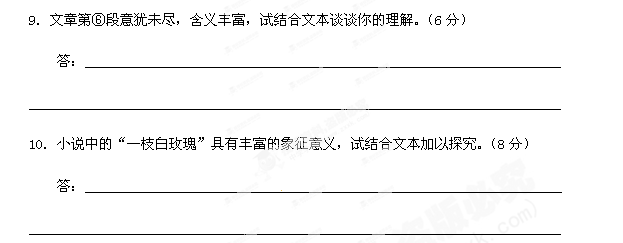 9. 文章第⑥段意犹未尽，含义丰富，试结合文本谈谈你的理解。(6 分)
答：
10. 小说中的“一枝白玫瑰”具有丰富的象征意义，试结合文本加以探究。(8 分)
答：